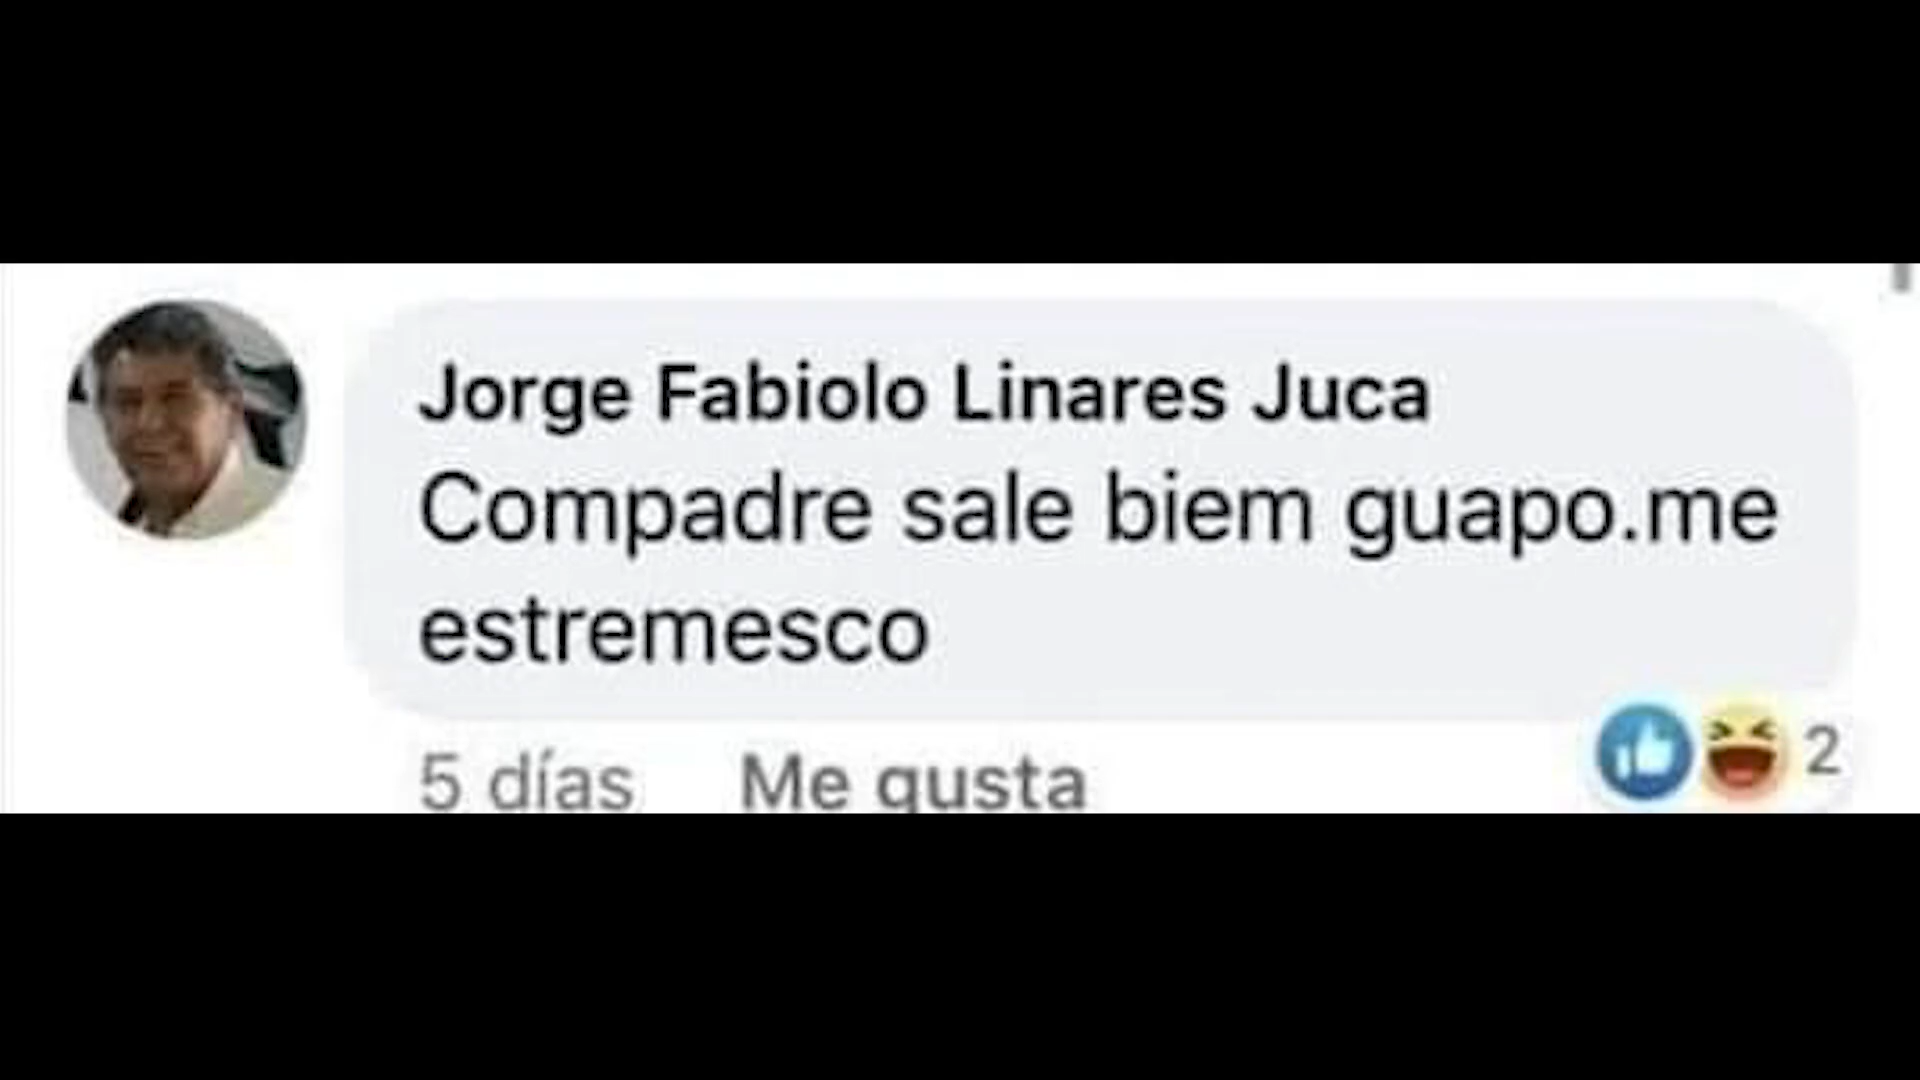 Jorge Fabiolo Linares Juca
Compadre sale biem guapo.me
estremesco
5 días Me gusta
2